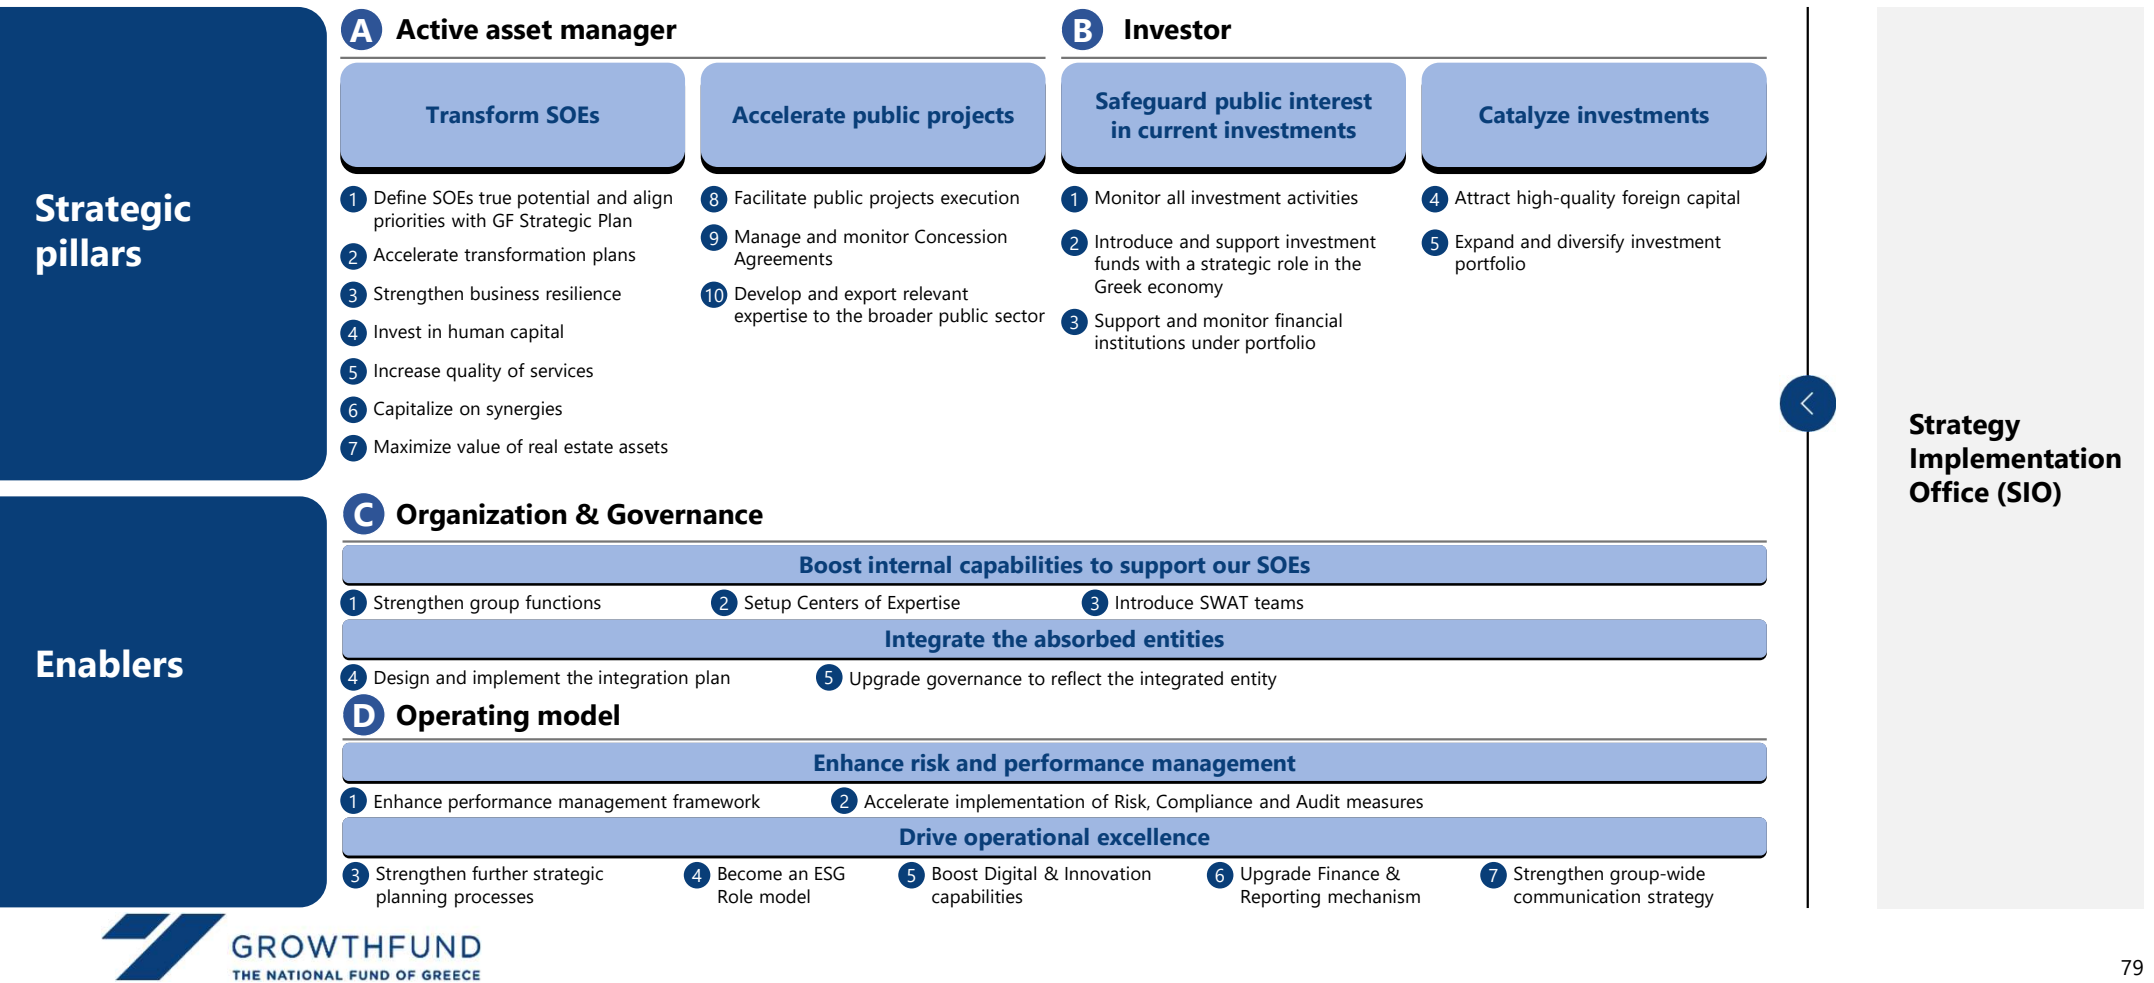 Strategic
pillars
A Active asset manager
Transform SOEs
1 Define SOEs true potential and align
priorities with GF Strategic Plan
2 Accelerate transformation plans
3 Strengthen business resilience
4 Invest in human capital
5 Increase quality of services
6 Capitalize on synergies
7 Maximize value of real estate assets
Accelerate public projects
8 Facilitate public projects execution
9 Manage and monitor Concession
Agreements
10 Develop and export relevant
expertise to the broader public sector
B Investor
Safeguard public interest
in current investments
1 Monitor all investment activities
2 Introduce and support investment
funds with a strategic role in the
Greek economy
3 Support and monitor financial
institutions under portfolio
Catalyze investments
4 Attract high-quality foreign capital
5 Expand and diversify investment
portfolio
Enablers
C Organization & Governance
Boost internal capabilities to support our SOEs
1 Strengthen group functions
2 Setup Centers of Expertise
3 Introduce SWAT teams
Integrate the absorbed entities
4 Design and implement the integration plan
5 Upgrade governance to reflect the integrated entity
D Operating model
Enhance risk and performance management
1 Enhance performance management framework
2 Accelerate implementation of Risk, Compliance and Audit measures
Drive operational excellence
3 Strengthen further strategic
planning processes
4 Become an ESG
Role model
5 Boost Digital & Innovation
capabilities
6 Upgrade Finance &
Reporting mechanism
7 Strengthen group-wide
communication strategy
Strategy
Implementation
Office (SIO)
GROWTHFUND
THE NATIONAL FUND OF GREECE
79